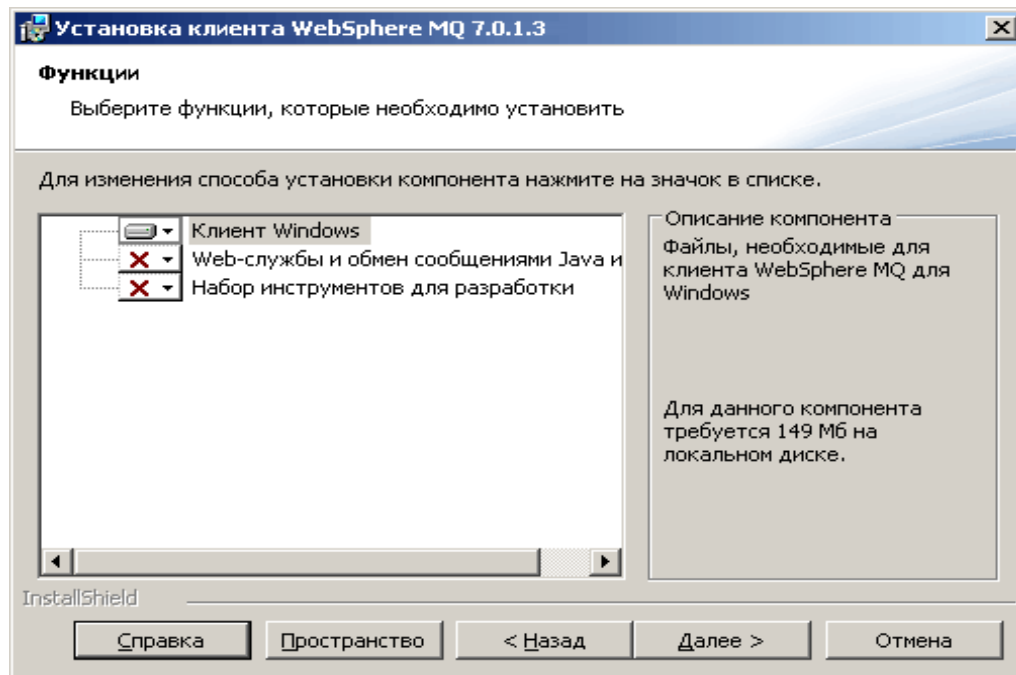 Установка клиента WebSphere MQ 7.0.1.3
Функции
Выберите функции, которые необходимо установить
Для изменения способа установки компонента нажмите на значок в списке.
Клиент Windows
Web-службы и обмен сообщениями Java и
Набор инструментов для разработки
Описание компонента
Файлы, необходимые для
клиента WebSphere MQ для
Windows
Для данного компонента
требуется 149 Мб на
локальном диске.
InstallShield
Справка
Пространство
< Назад
Далее >
Отмена